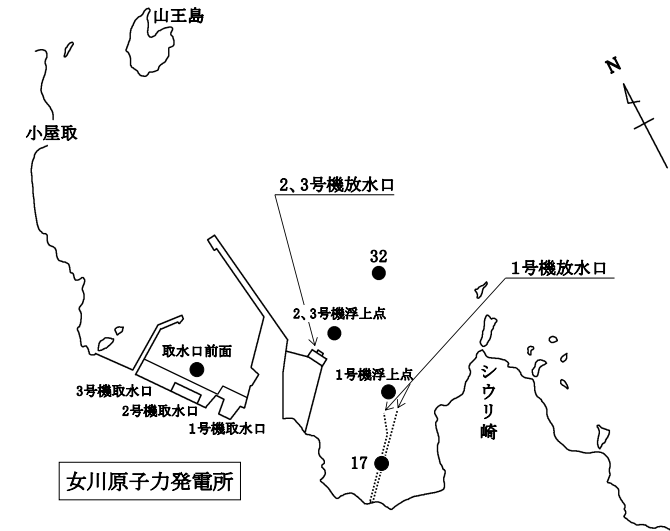 山王島
N
小屋取
2、3号機放水口
32
1号機放水口
2、3号機浮上点
取水口前面
1号機浮上点
シウリ崎
3号機取水口
2号機取水口
1号機取水口
17
女川原子力発電所